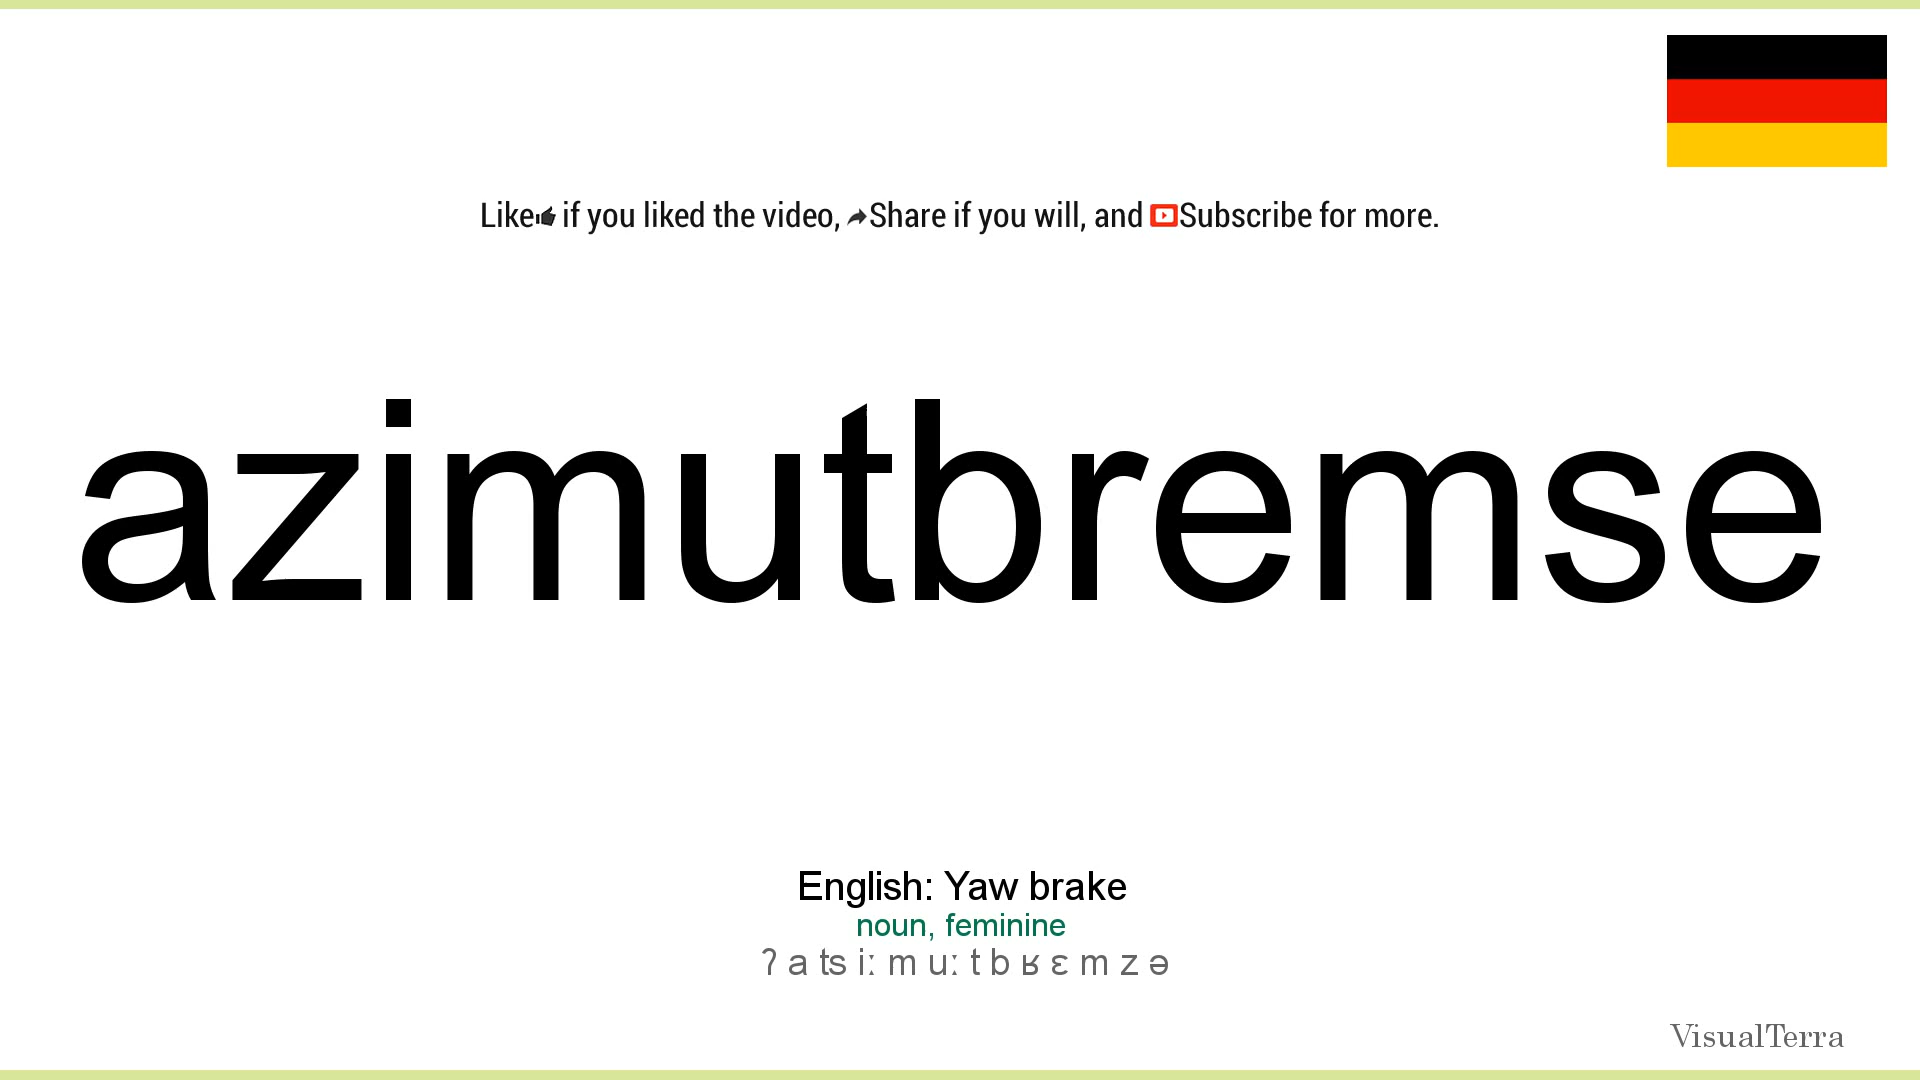 Like if you liked the video, Share if you will, and Subscribe for more.
azimutbremse
English: Yaw brake
noun, feminine
ʔ a ts iː m uː t b ʁ ɛ m z ə
VisualTerra